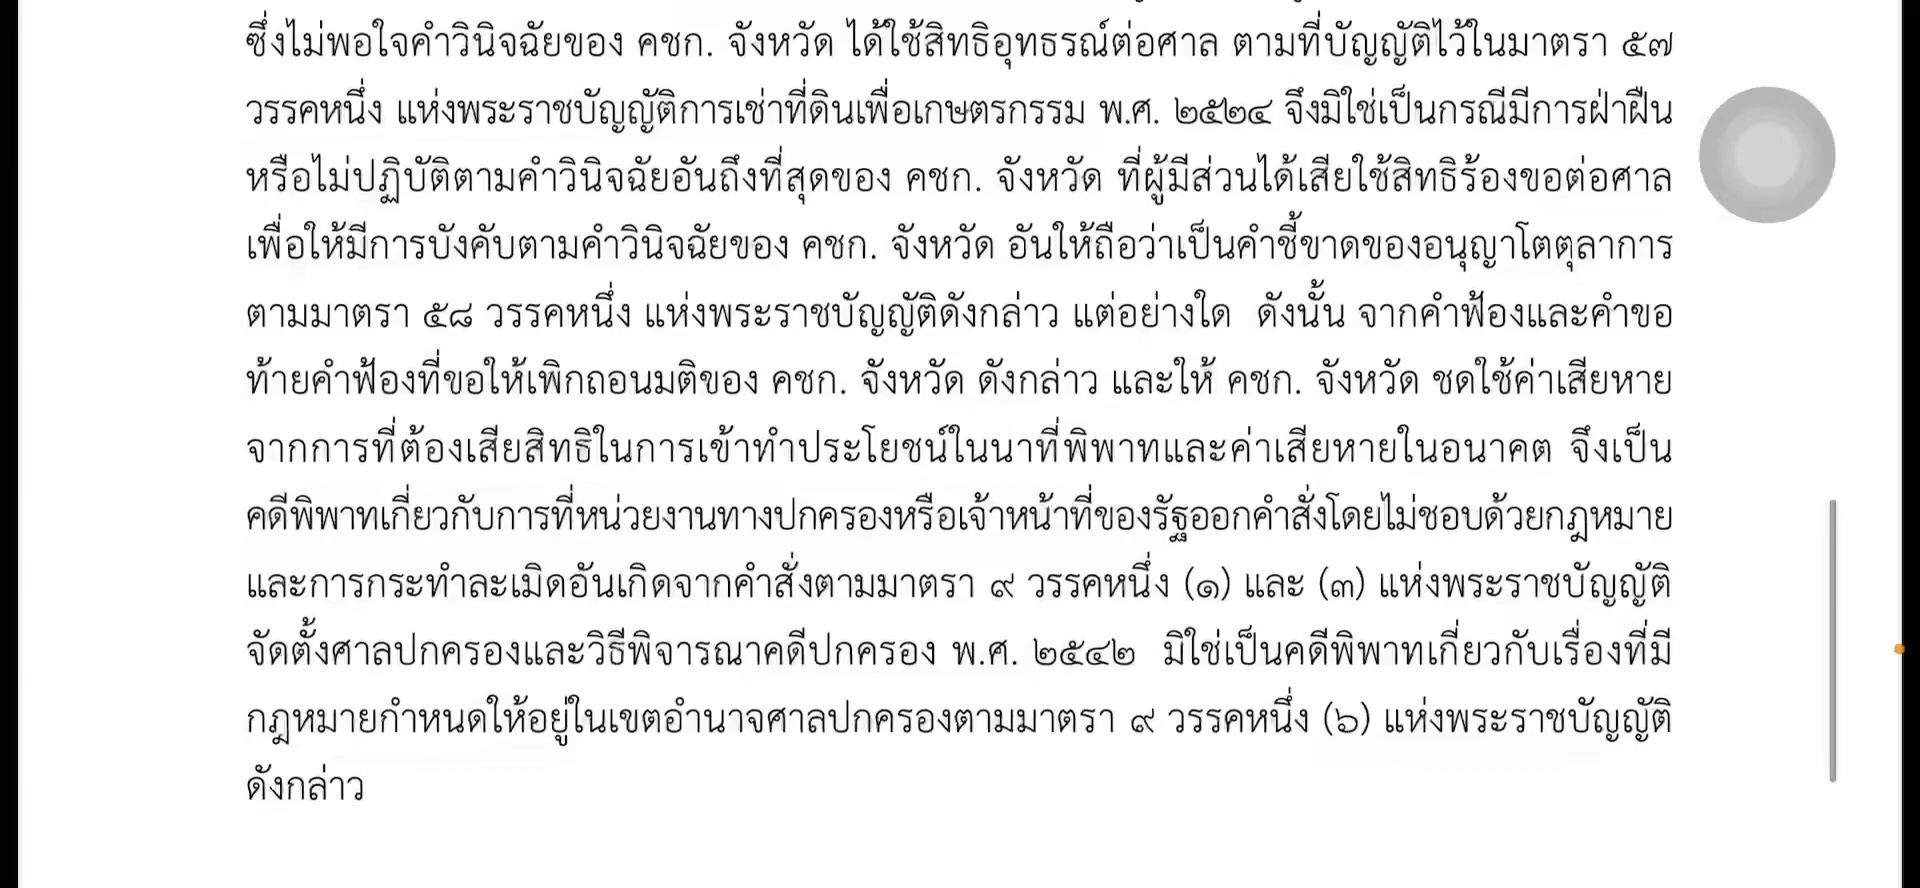 ซึ่งไม่พอใจคำวินิจฉัยของ คชก. จังหวัด ได้ใช้สิทธิอุทธรณ์ต่อศาล ตามที่บัญญัติไว้ในมาตรา ๕๗
วรรคหนึ่ง แห่งพระราชบัญญัติการเช่าที่ดินเพื่อเกษตรกรรม พ.ศ. ๒๕๒๔ จึงมิใช่เป็นกรณีมีการฝ่าฝืน
หรือไม่ปฏิบัติตามคำวินิจฉัยอันถึงที่สุดของ คชก. จังหวัด ที่ผู้มีส่วนได้เสียใช้สิทธิร้องขอต่อศาล
เพื่อให้มีการบังคับตามคำวินิจฉัยของ คชก. จังหวัด อันให้ถือว่าเป็นคำชี้ขาดของอนุญาโตตุลาการ
ตามมาตรา ๕๘ วรรคหนึ่ง แห่งพระราชบัญญัติดังกล่าว แต่อย่างใด ดังนั้น จากคำฟ้องและคำขอ
ท้ายคำฟ้องที่ขอให้เพิกถอนมติของ คชก. จังหวัด ดังกล่าว และให้ คชก. จังหวัด ชดใช้ค่าเสียหาย
จากการที่ต้องเสียสิทธิในการเข้าทำประโยชน์ในนาที่พิพาทและค่าเสียหายในอนาคต จึงเป็น
คดีพิพาทเกี่ยวกับการที่หน่วยงานทางปกครองหรือเจ้าหน้าที่ของรัฐออกคำสั่งโดยไม่ชอบด้วยกฎหมาย
และการกระทำละเมิดอันเกิดจากคำสั่งตามมาตรา ๙ วรรคหนึ่ง (๑) และ (๓) แห่งพระราชบัญญัติ
จัดตั้งศาลปกครองและวิธีพิจารณาคดีปกครอง พ.ศ. ๒๕๔๒ มิใช่เป็นคดีพิพาทเกี่ยวกับเรื่องที่มี
กฎหมายกำหนดให้อยู่ในเขตอำนาจศาลปกครองตามมาตรา ๙ วรรคหนึ่ง (๖) แห่งพระราชบัญญัติ
ดังกล่าว